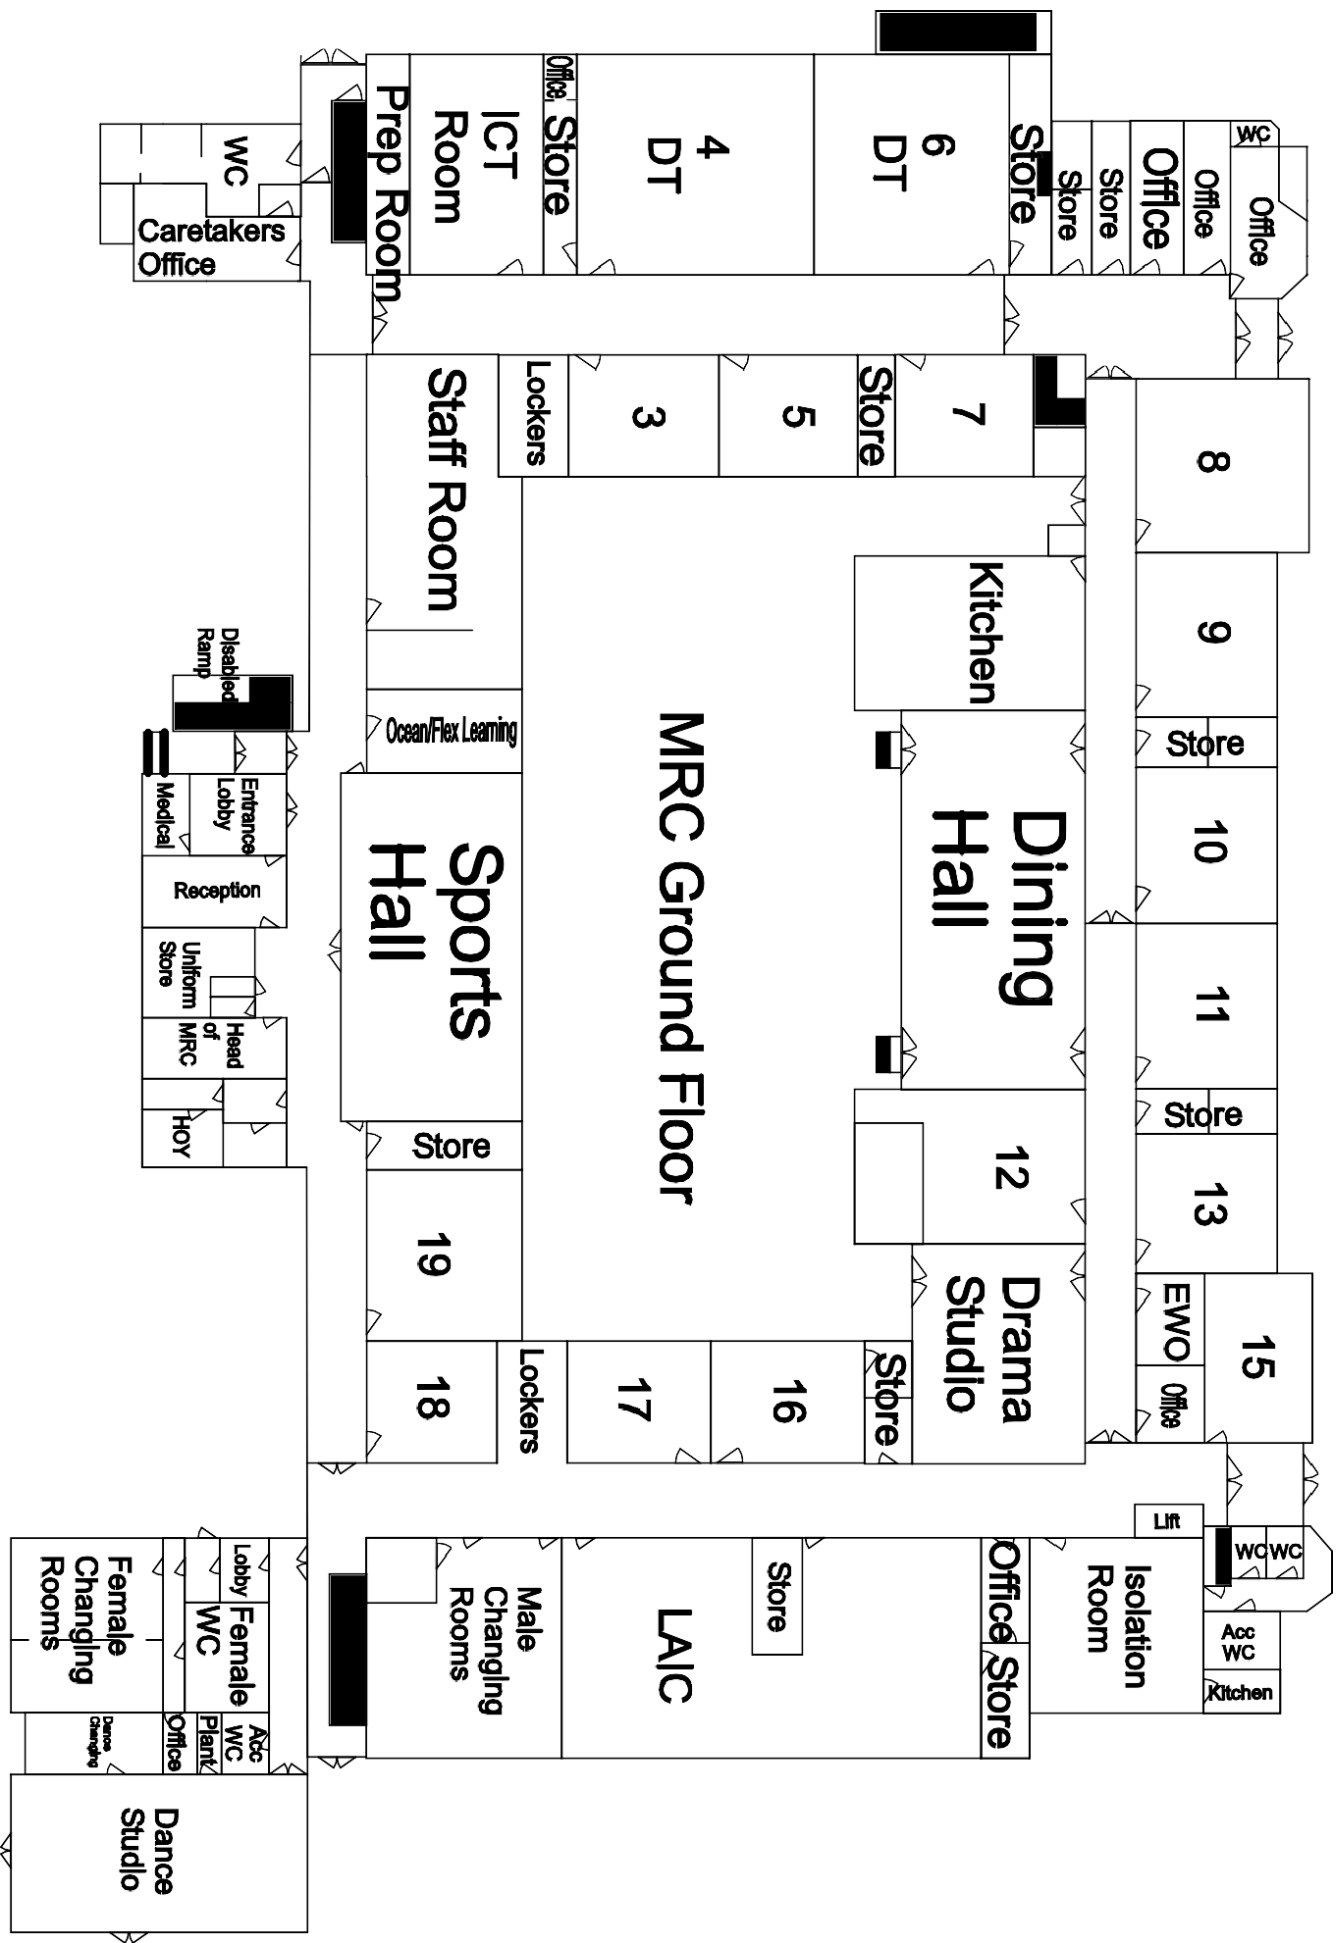 Prep Room
ICT
Room
Office
Store
4
DT
6
DT
Store
Store
Store
Office
Office
WC
Office
WC
Caretakers
Office
Staff Room
Lockers
3
5
Store
7
8
Kitchen
9
Disabled
Ramp
Ocean/Flex Learning
Store
MRC Ground Floor
Dining
Hall
10
Entrance
Lobby
Medical
Reception
Sports
Hall
Uniform
Store
11
Head
of
MRC
HOY
Store
Store
12
13
19
Drama
Studio
EWO
Office
15
18
Lockers
17
16
Store
Lift
WC
WC
Female
Changing
Rooms
Lobby
Female
WC
Male
Changing
Rooms
LAIC
Store
Office
Store
Isolation
Room
Acc
WC
Kitchen
Dance
Changing
Office
Plant
Acc
WC
Dance
Studio